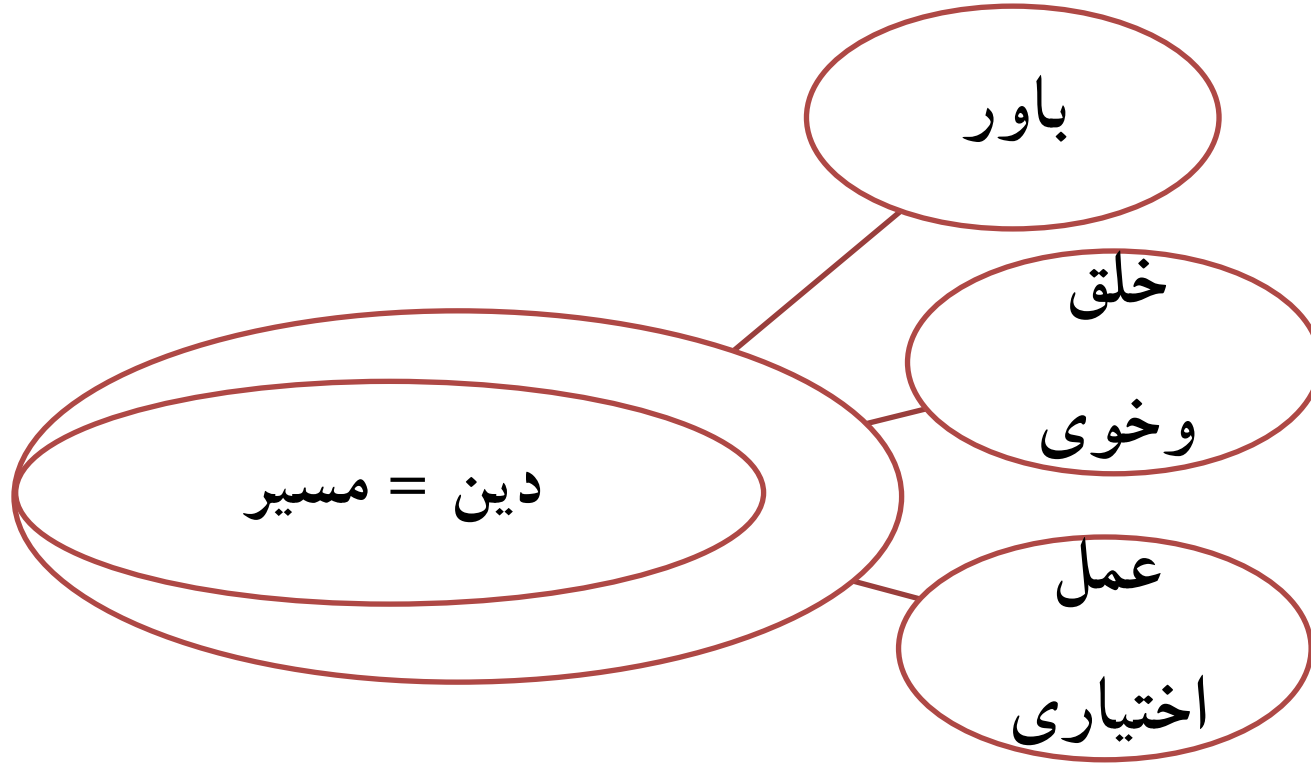 باور
خلق
وخوی
دین = مسیر
عمل
اختیاری